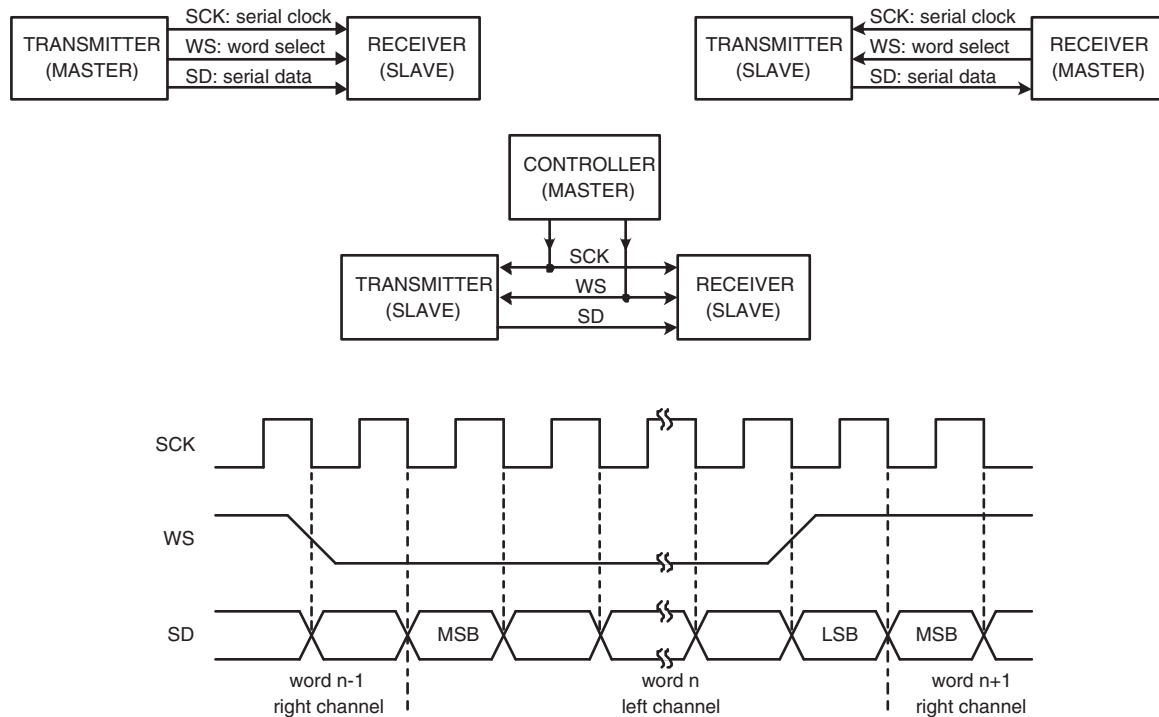 SCK: serial clock
TRANSMITTER
(MASTER)
WS: word select
RECEIVER
(SLAVE)
SD: serial data
SCK: serial clock
TRANSMITTER
(SLAVE)
WS: word select
RECEIVER
(MASTER)
SD: serial data
CONTROLLER
(MASTER)
SCK
TRANSMITTER
(SLAVE)
WS
RECEIVER
(SLAVE)
SD
SCK
WS
SD
MSB
LSB
MSB
word n-1
right channel
word n
left channel
word n+1
right channel